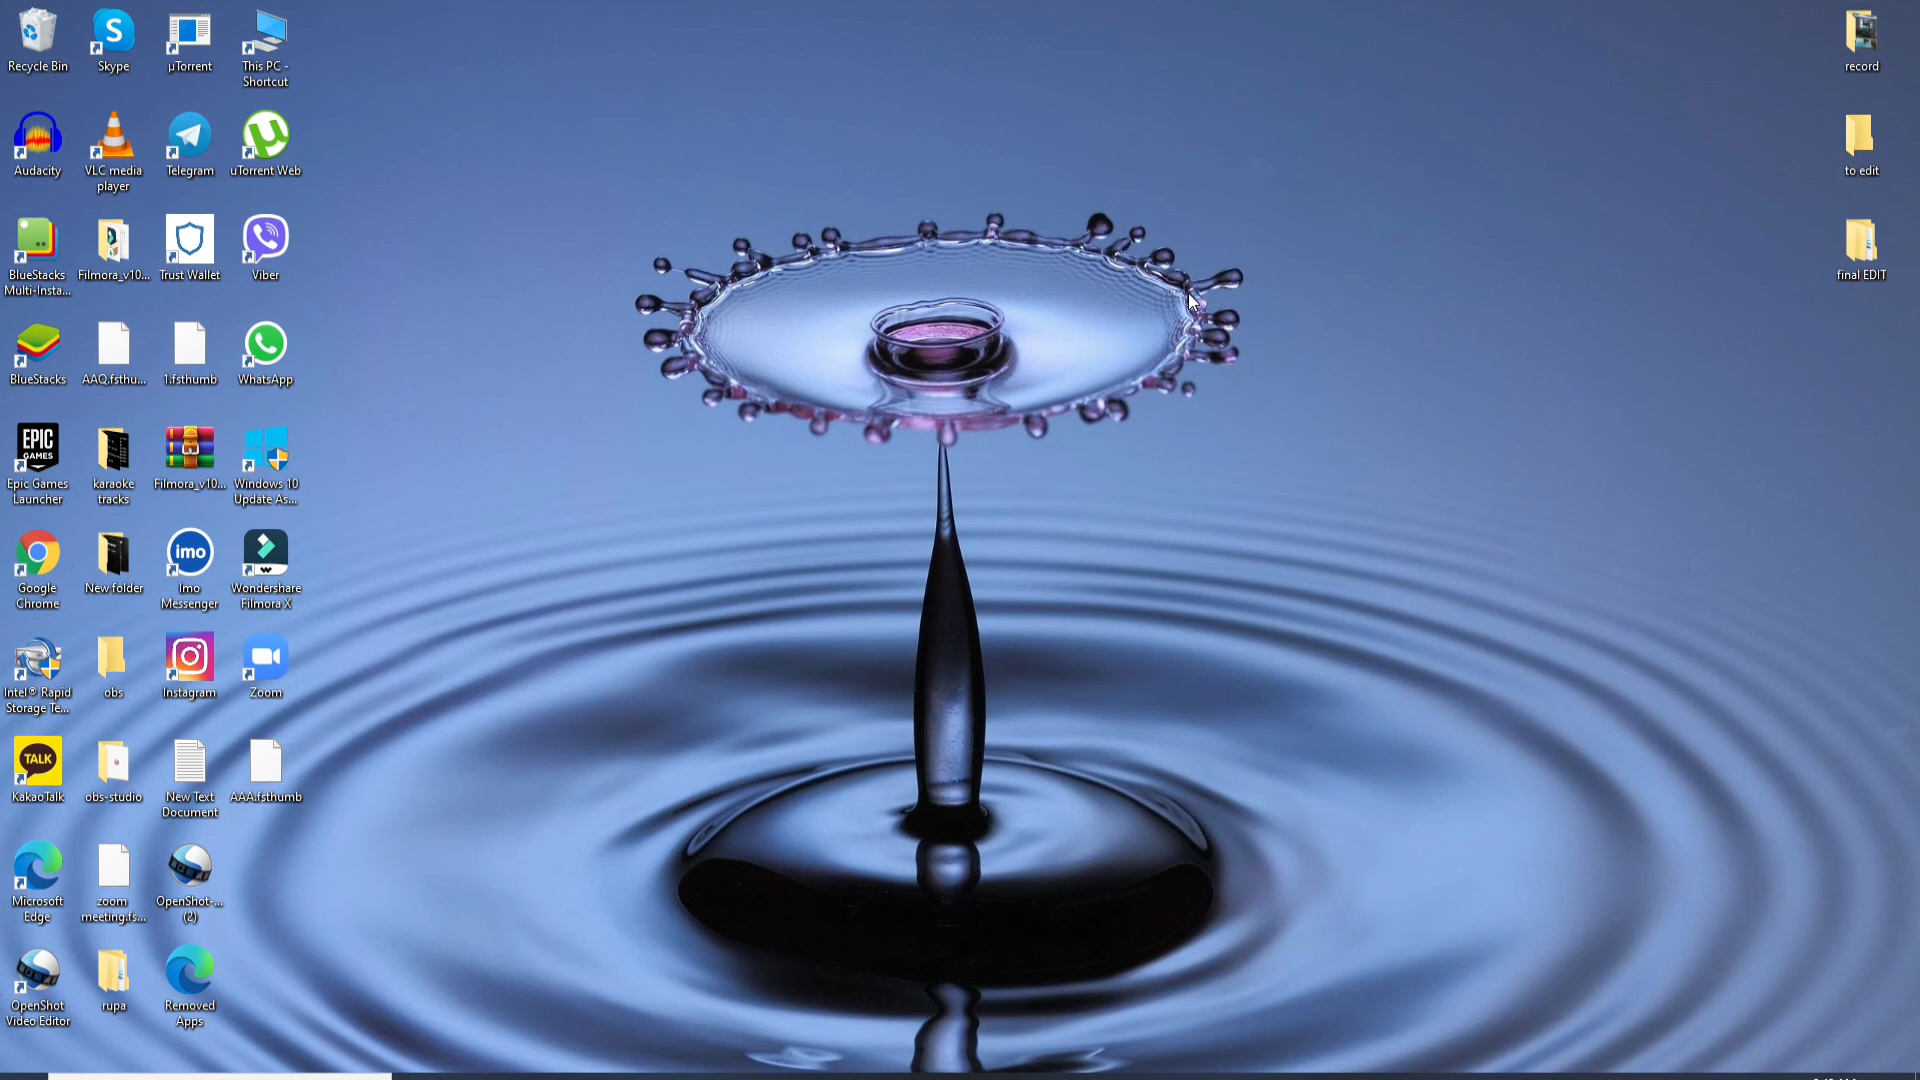 Recycle Bin
Skype
µTorrent
This PC -
Shortcut
record
Audacity
VLC media
player
Telegram
uTorrent Web
to edit
BlueStacks
Multi-Insta...
Filmora_v10...
Trust Wallet
Viber
final EDIT
BlueStacks
AAQ.fsthu...
1.fsthumb
WhatsApp
EPIC
GAMES
Epic Games
Launcher
karaoke
tracks
Filmora_v10...
Windows 10
Update As...
Google
Chrome
New folder
imo
Imo
Messenger
Wondershare
Filmora X
Intel® Rapid
Storage Te...
obs
Instagram
Zoom
TALK
KakaoTalk
obs-studio
New Text
Document
AAA.fsthumb
Microsoft
Edge
zoom
meeting.fs...
OpenShot-...
(2)
OpenShot
Video Editor
rupa
Removed
Apps